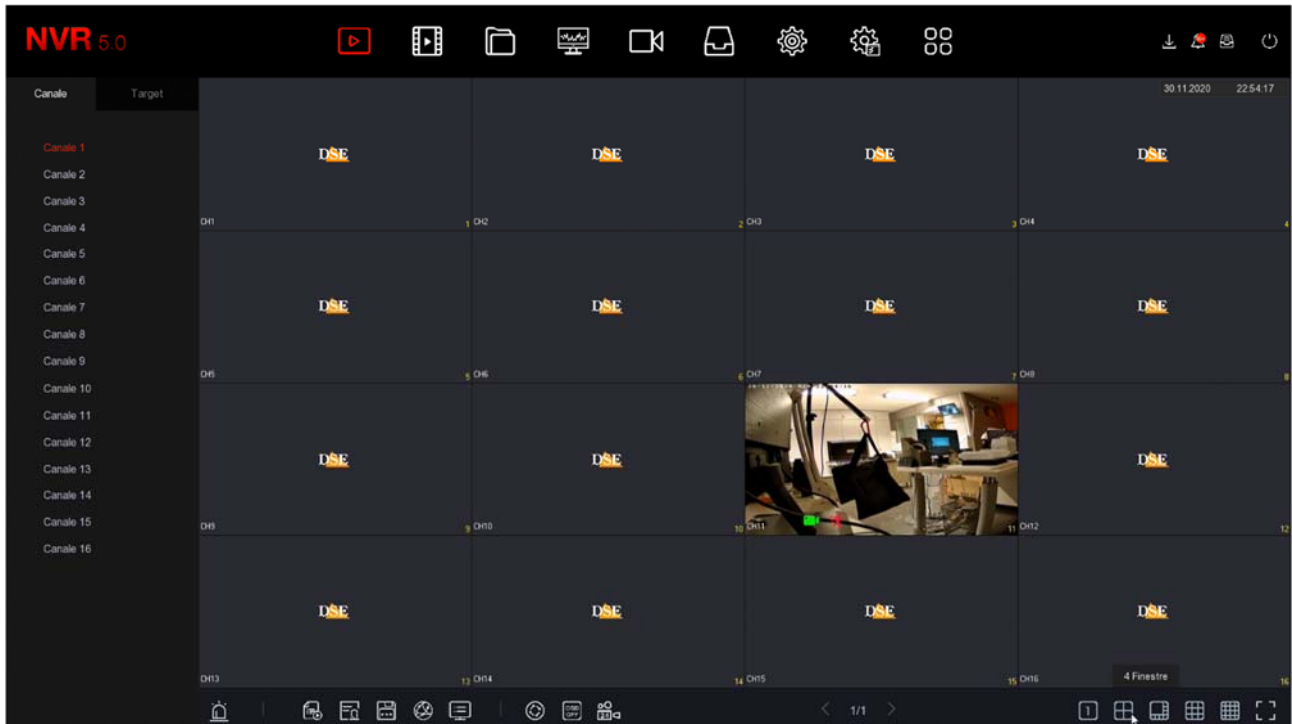 NVR 5.0
Canale Target
30.11.2020 22:54:17
Canale 1
Canale 2
Canale 3
Canale 4
Canale 5
Canale 6
Canale 7
Canale 8
Canale 9
Canale 10
Canale 11
Canale 12
Canale 13
Canale 14
Canale 15
Canale 16
DSE DSE DSE DSE
CH1 1 CH2 2 CH3 3 CH4 4
DSE DSE DSE DSE
CH5 5 CH6 6 CH7 7 CH8 8
DSE DSE DSE
CH9 9 CH10 10 CH11 11 CH12 12
DSE DSE DSE DSE
CH13 13 CH14 14 CH15 15 CH16 16
4 Finestre
OSD OFF
1/1
1